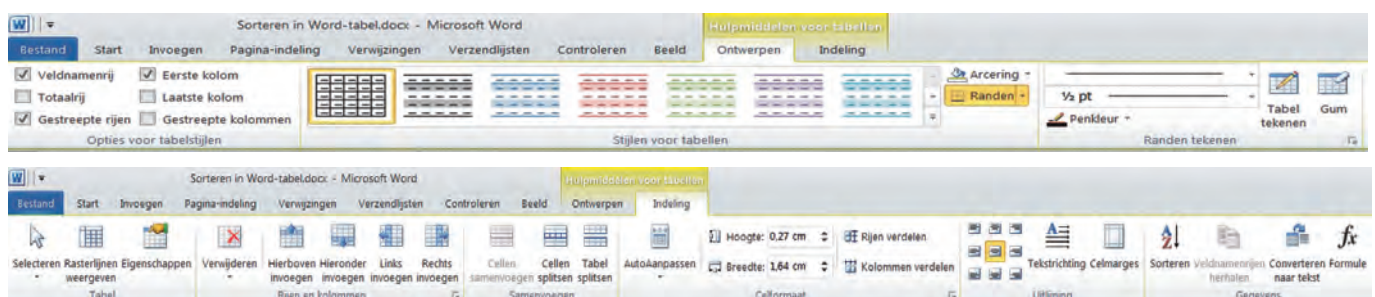 Sorteren in Word-tabel.docx - Microsoft Word
Hulpmiddelen voor tabellen
Bestand Start Invoegen Pagina-indeling Verwijzingen Verzendlijsten Controleren Beeld Ontwerpen Indeling
Veldnamenrij Eerste kolom Arcering
Totaalrij Laatste kolom Randen ½ pt
Gestreepte rijen Gestreepte kolommen Penkleur Tabel tekenen Gum
Opties voor tabelstijlen Stijlen voor tabellen Randen tekenen
Sorteren in Word-tabel.docx - Microsoft Word
Hulpmiddelen voor tabellen
Bestand Start Invoegen Pagina-indeling Verwijzingen Verzendlijsten Controleren Beeld Ontwerpen Indeling
Hoogte: 0,27 cm Rijen verdelen
Breedte: 1,64 cm Kolommen verdelen
Selecteren Rasterlijnen Eigenschappen Verwijderen Hierboven Hieronder Links Rechts Cellen Cellen Tabel AutoAanpassen Tekstrichting Celmarges Sorteren Veldnamenrijen Converteren Formule
weergeven invoegen invoegen invoegen invoegen samenvoegen splitsen splitsen herhalen naar tekst
Tabel Rijen en kolommen Samenvoegen Celformaat Uitlijning Gegevens